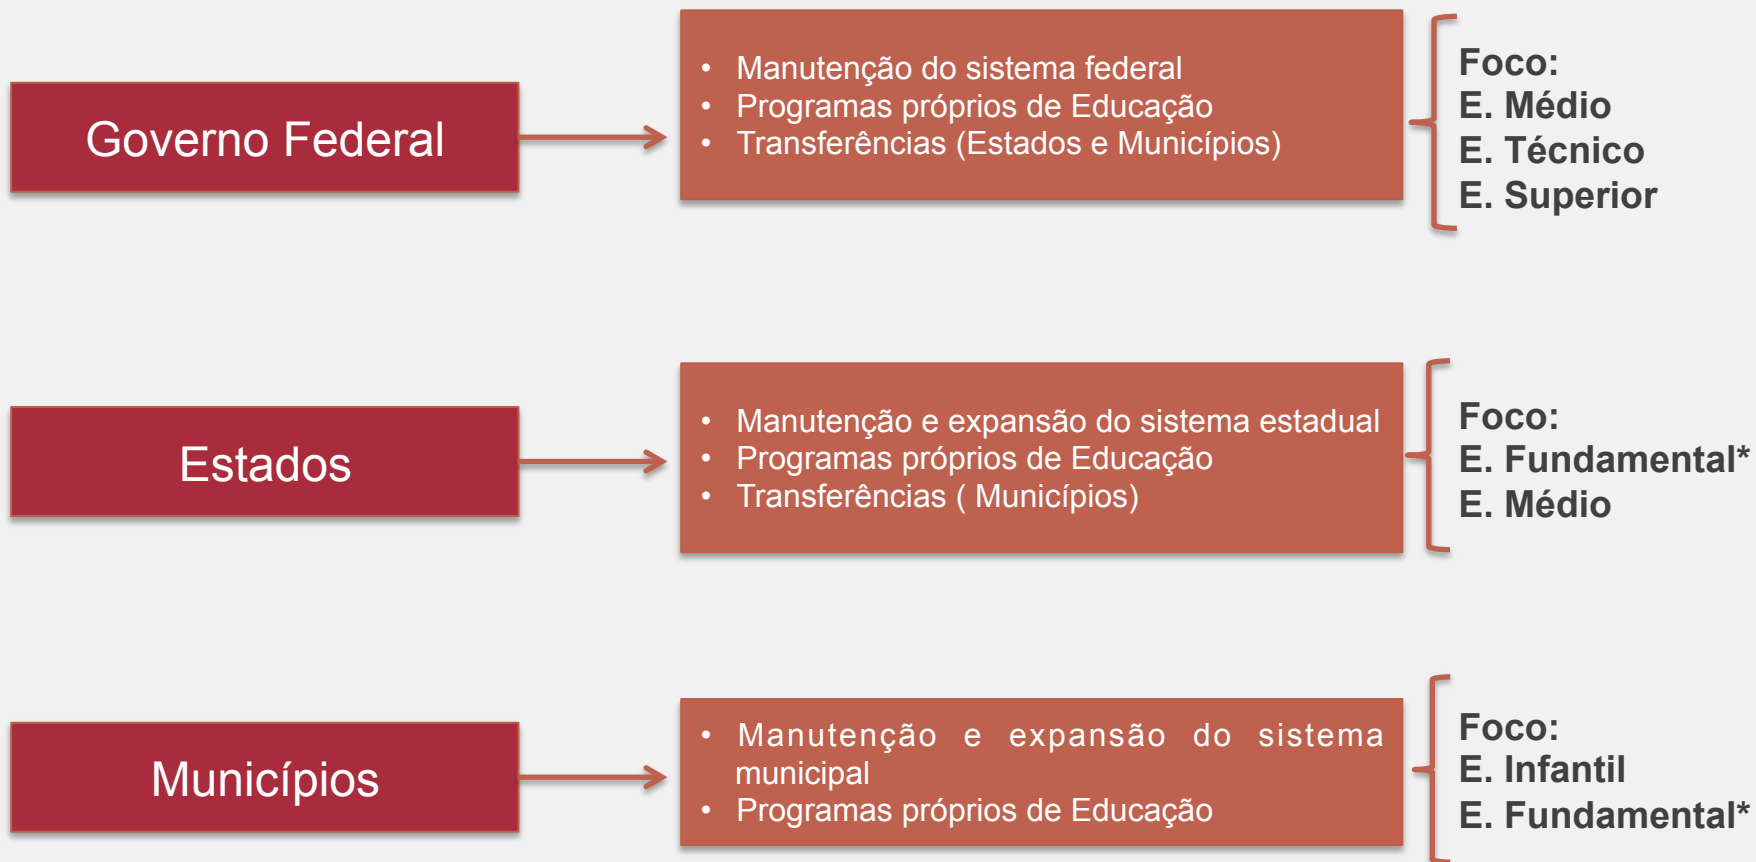 Governo Federal
• Manutenção do sistema federal
• Programas próprios de Educação
• Transferências (Estados e Municípios)
Foco:
E. Médio
E. Técnico
E. Superior
Estados
• Manutenção e expansão do sistema estadual
• Programas próprios de Educação
• Transferências ( Municípios)
Foco:
E. Fundamental*
E. Médio
Municípios
• Manutenção e expansão do sistema
municipal
• Programas próprios de Educação
Foco:
E. Infantil
E. Fundamental*